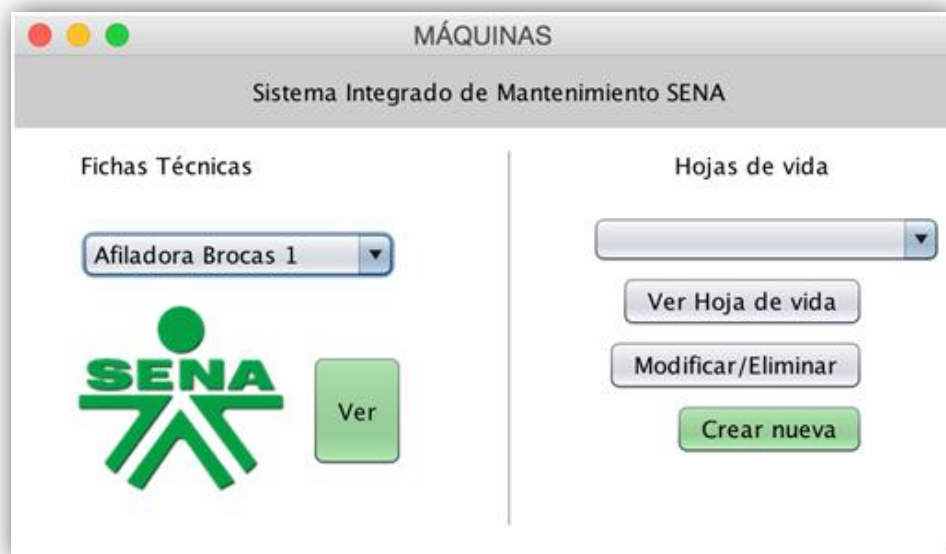 MÁQUINAS
Sistema Integrado de Mantenimiento SENA
Fichas Técnicas
Afiladora Brocas 1
SENA
Ver
Hojas de vida
Ver Hoja de vida
Modificar/Eliminar
Crear nueva